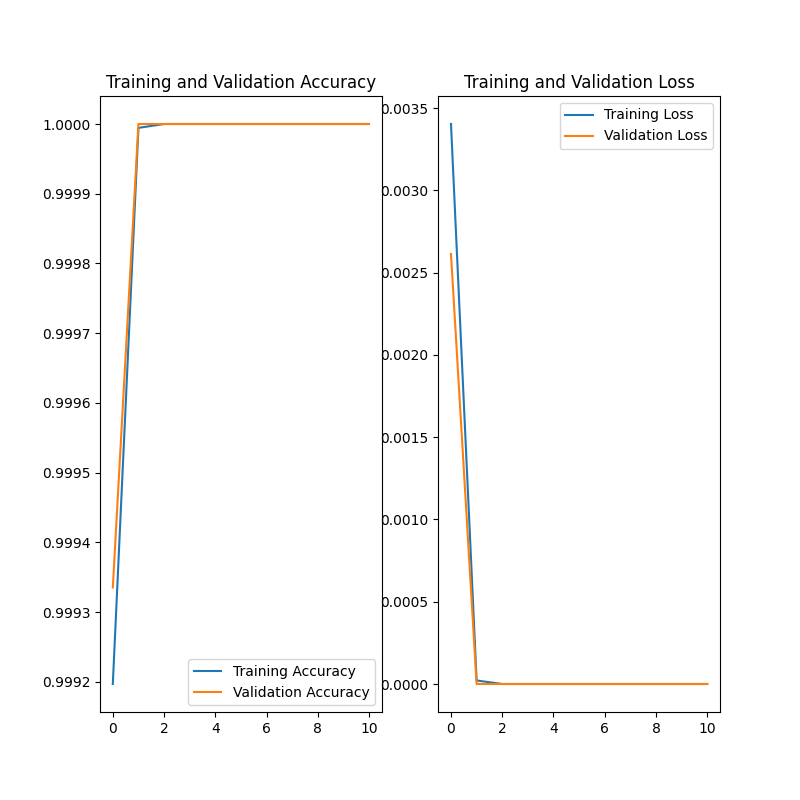 Training and Validation Accuracy
1.0000
0.9999
0.9998
0.9997
0.9996
0.9995
0.9994
0.9993
0.9992
Training Accuracy
Validation Accuracy
0 2 4 6 8 10
Training and Validation Loss
0.0035
0.0030
0.0025
0.0020
0.0015
0.0010
0.0005
0.0000
Training Loss
Validation Loss
0 2 4 6 8 10